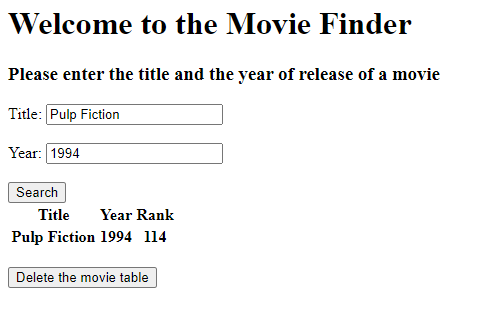 Welcome to the Movie Finder
Please enter the title and the year of release of a movie
Title: Pulp Fiction
Year: 1994
Search
Title Year Rank
Pulp Fiction 1994 114
Delete the movie table